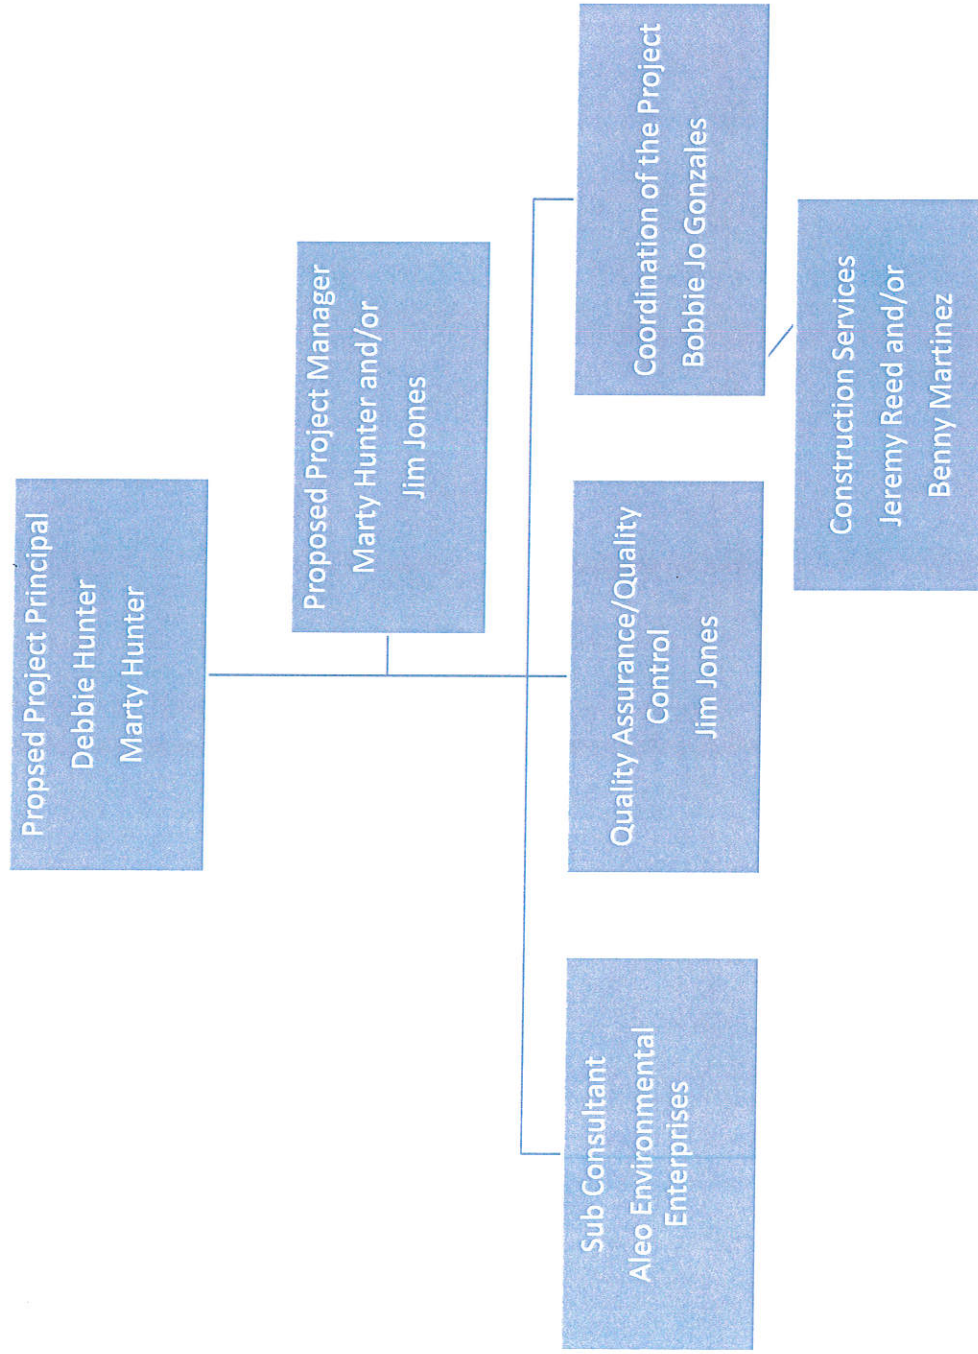 Propsed Project Principal
Debbie Hunter
Marty Hunter
Proposed Project Manager
Marty Hunter and/or
Jim Jones
Sub Consultant
Aleo Environmental
Enterprises
Quality Assurance/Quality
Control
Jim Jones
Coordination of the Project
Bobbie Jo Gonzales
Construction Services
Jeremy Reed and/or
Benny Martinez